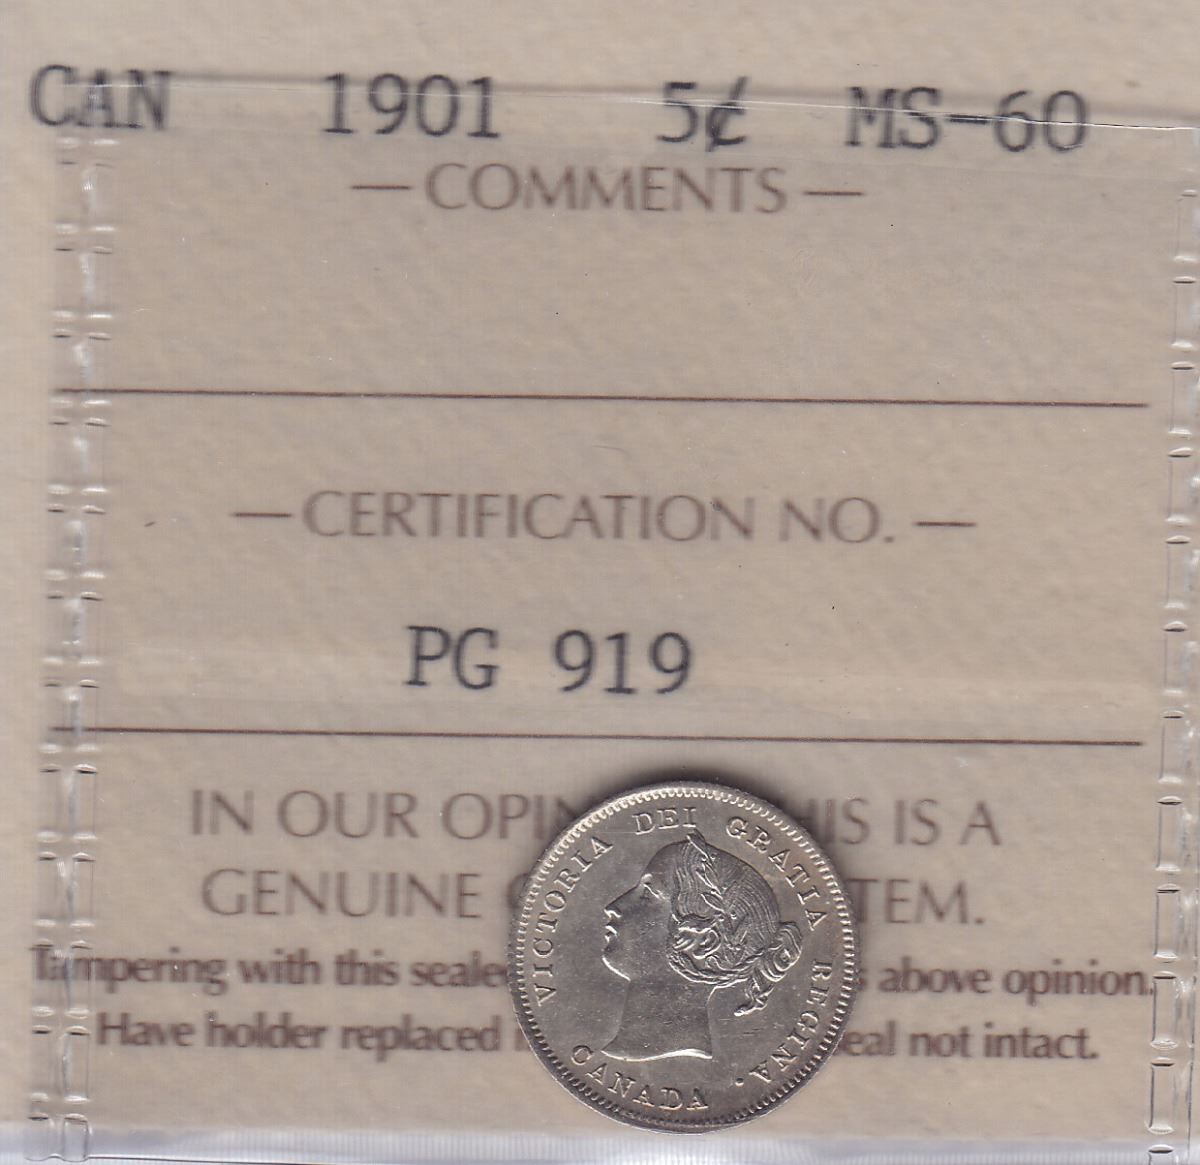 CAN 1901 5¢ MS-60
— COMMENTS —
— CERTIFICATION NO. —
PG 919
IN OUR OPIN HIS IS A
GENUINE TEM.
Tampering with this sealed above opinion.
Have holder replaced eal not intact.
VICTORIA DEI GRATIA REGINA.
CANADA